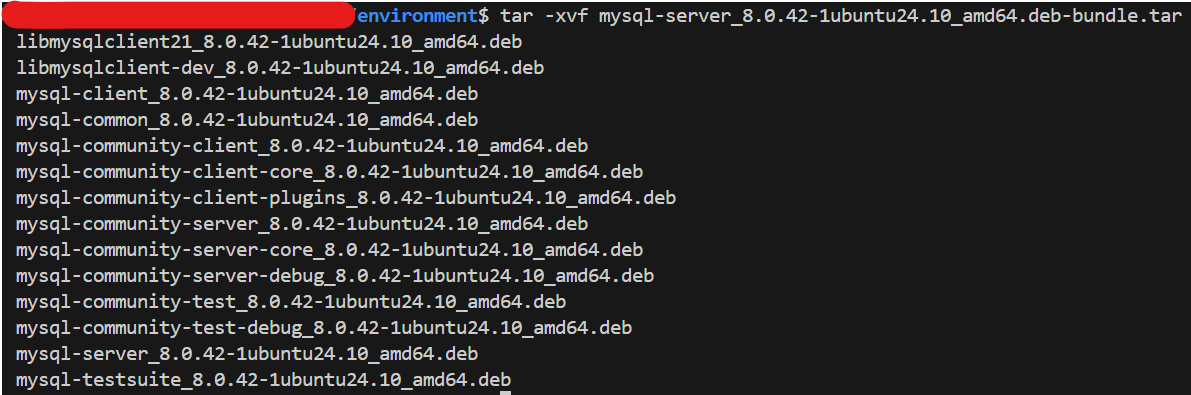 /environment$ tar -xvf mysql-server_8.0.42-1ubuntu24.10_amd64.deb-bundle.tar
libmysqlclient21_8.0.42-1ubuntu24.10_amd64.deb
libmysqlclient-dev_8.0.42-1ubuntu24.10_amd64.deb
mysql-client_8.0.42-1ubuntu24.10_amd64.deb
mysql-common_8.0.42-1ubuntu24.10_amd64.deb
mysql-community-client_8.0.42-1ubuntu24.10_amd64.deb
mysql-community-client-core_8.0.42-1ubuntu24.10_amd64.deb
mysql-community-client-plugins_8.0.42-1ubuntu24.10_amd64.deb
mysql-community-server_8.0.42-1ubuntu24.10_amd64.deb
mysql-community-server-core_8.0.42-1ubuntu24.10_amd64.deb
mysql-community-server-debug_8.0.42-1ubuntu24.10_amd64.deb
mysql-community-test_8.0.42-1ubuntu24.10_amd64.deb
mysql-community-test-debug_8.0.42-1ubuntu24.10_amd64.deb
mysql-server_8.0.42-1ubuntu24.10_amd64.deb
mysql-testsuite_8.0.42-1ubuntu24.10_amd64.deb